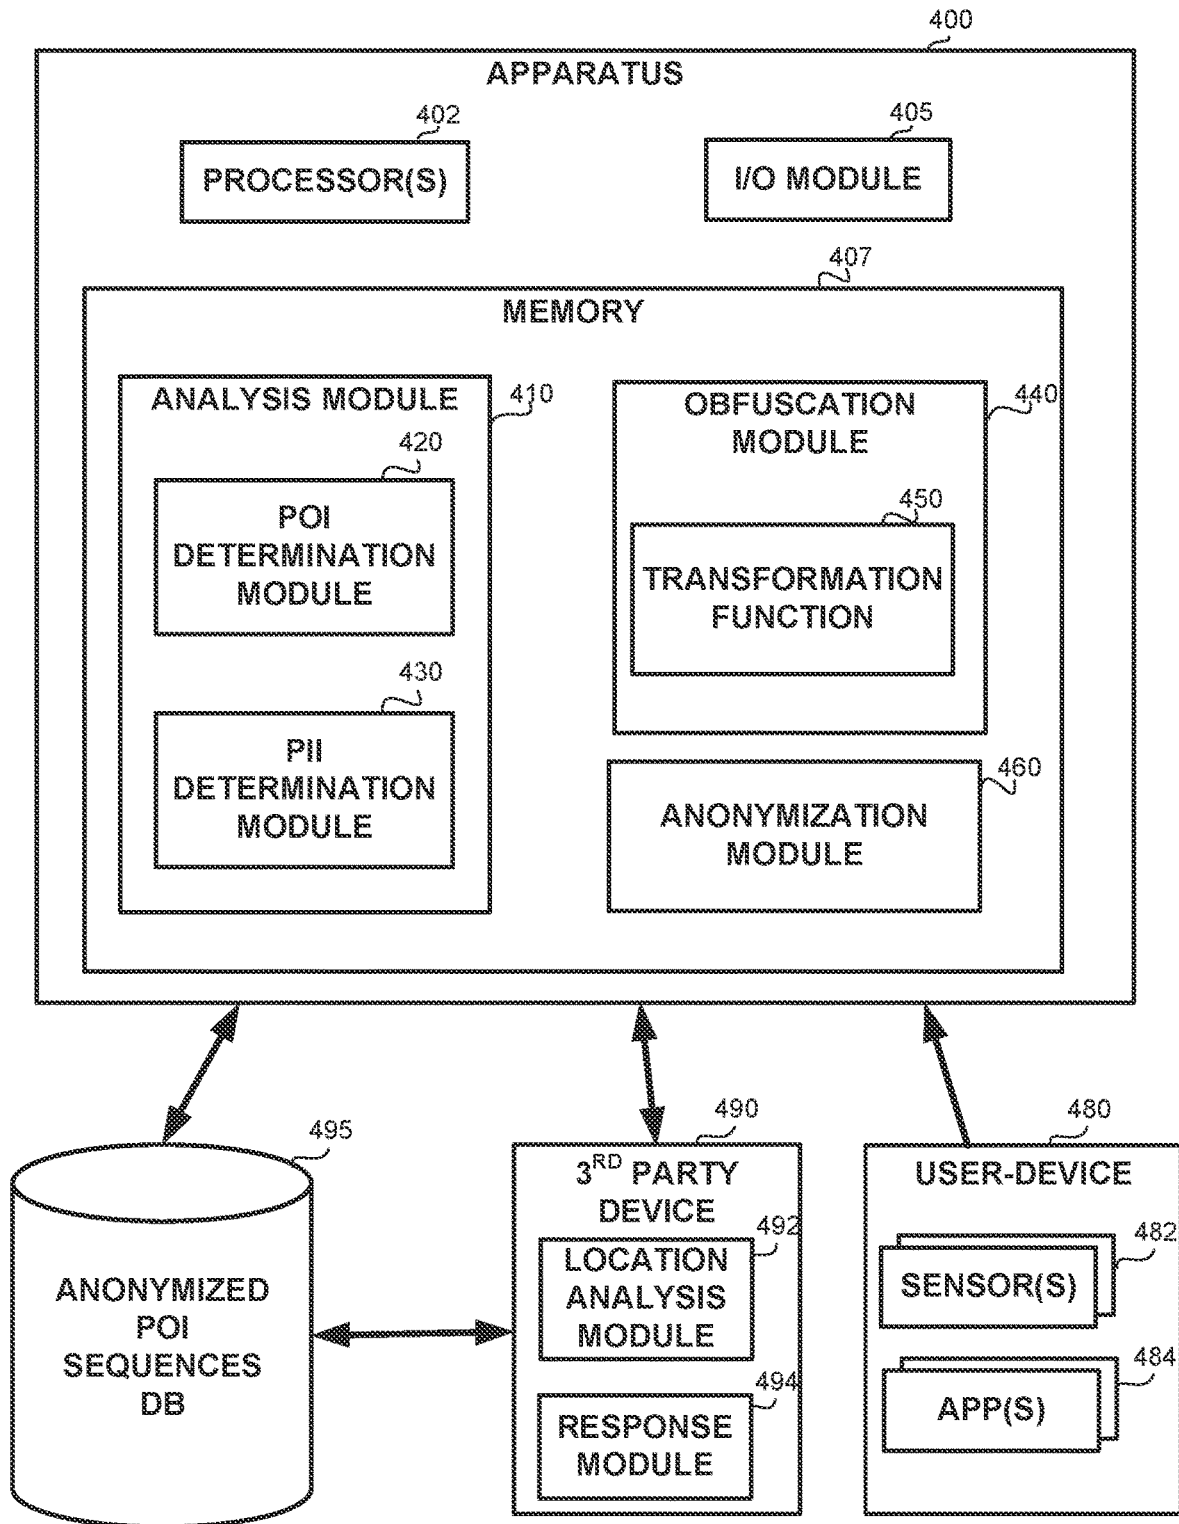 400
APPARATUS
402
PROCESSOR(S)
405
I/O MODULE
407
MEMORY
ANALYSIS MODULE
410
420
POI
DETERMINATION
MODULE
430
PII
DETERMINATION
MODULE
OBFUSCATION
MODULE
440
450
TRANSFORMATION
FUNCTION
460
ANONYMIZATION
MODULE
495
ANONYMIZED
POI
SEQUENCES
DB
490
3RD PARTY
DEVICE
492
LOCATION
ANALYSIS
MODULE
494
RESPONSE
MODULE
480
USER-DEVICE
482
SENSOR(S)
484
APP(S)